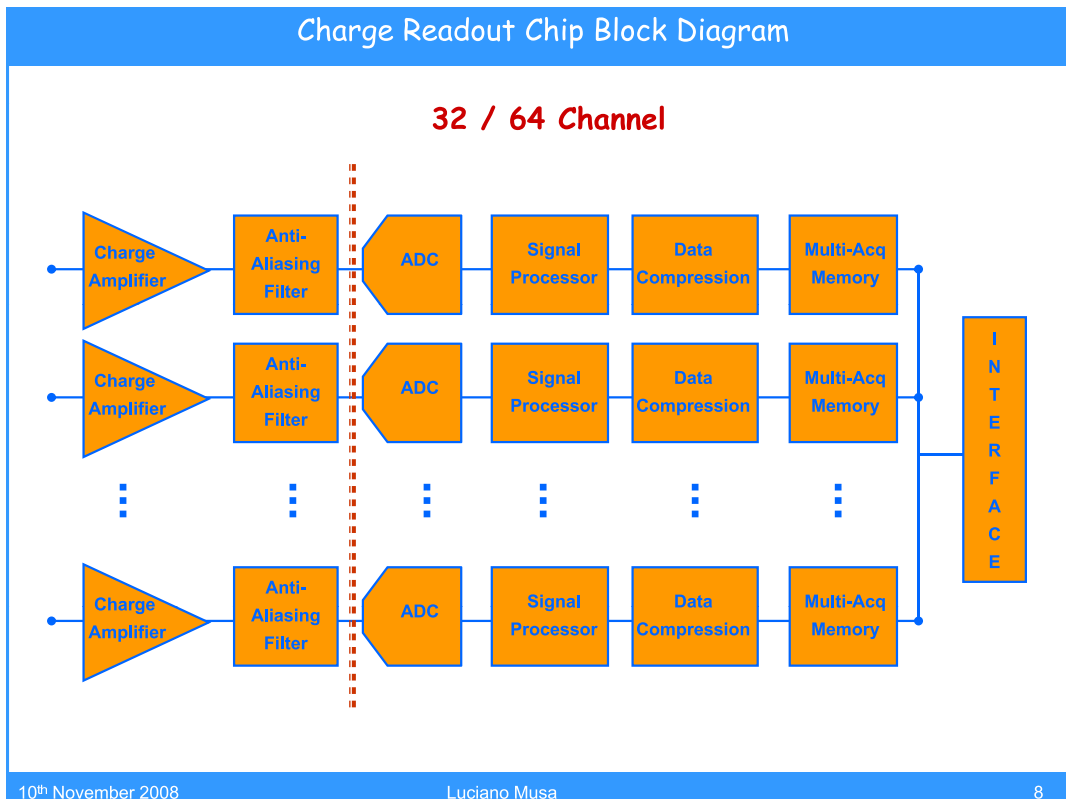 Charge Readout Chip Block Diagram
32 / 64 Channel
Charge
Amplifier
Anti-
Aliasing
Filter
ADC
Signal
Processor
Data
Compression
Multi-Acq
Memory
Charge
Amplifier
Anti-
Aliasing
Filter
ADC
Signal
Processor
Data
Compression
Multi-Acq
Memory
Charge
Amplifier
Anti-
Aliasing
Filter
ADC
Signal
Processor
Data
Compression
Multi-Acq
Memory
I
N
T
E
R
F
A
C
E
10th November 2008
Luciano Musa
8